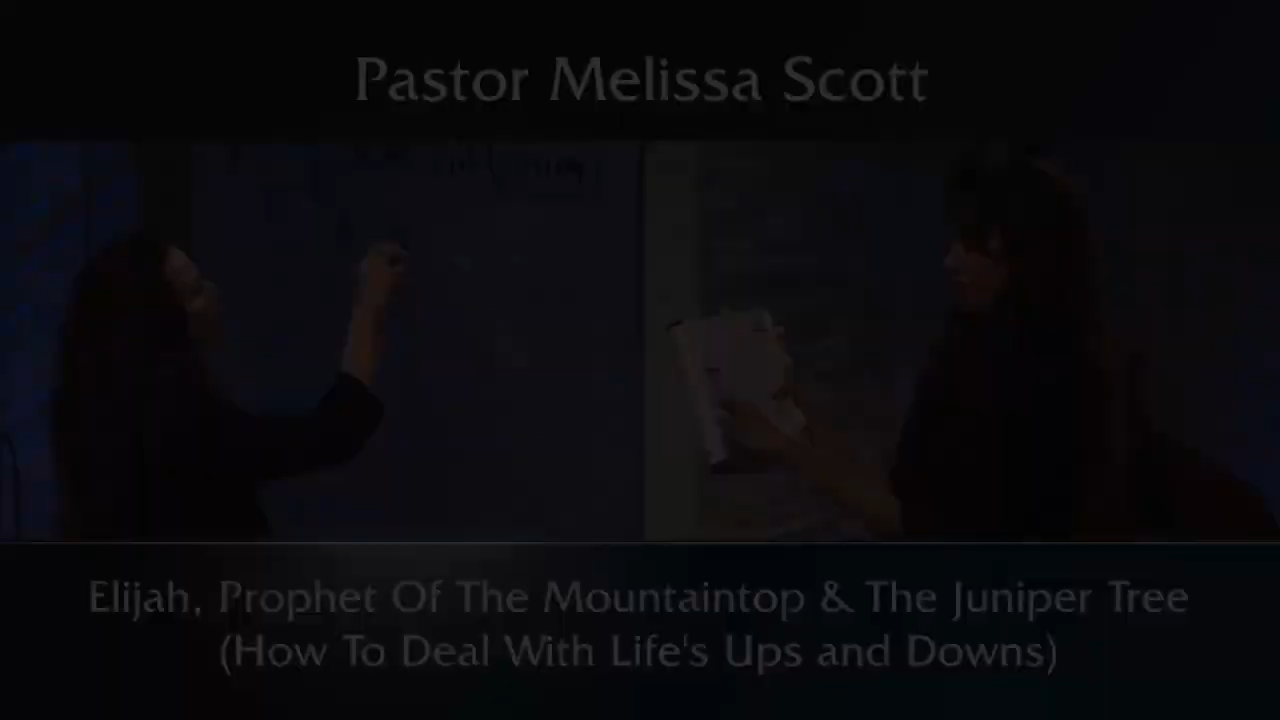 Pastor Melissa Scott
Elijah, Prophet Of The Mountaintop & The Juniper Tree
(How To Deal With Life's Ups and Downs)